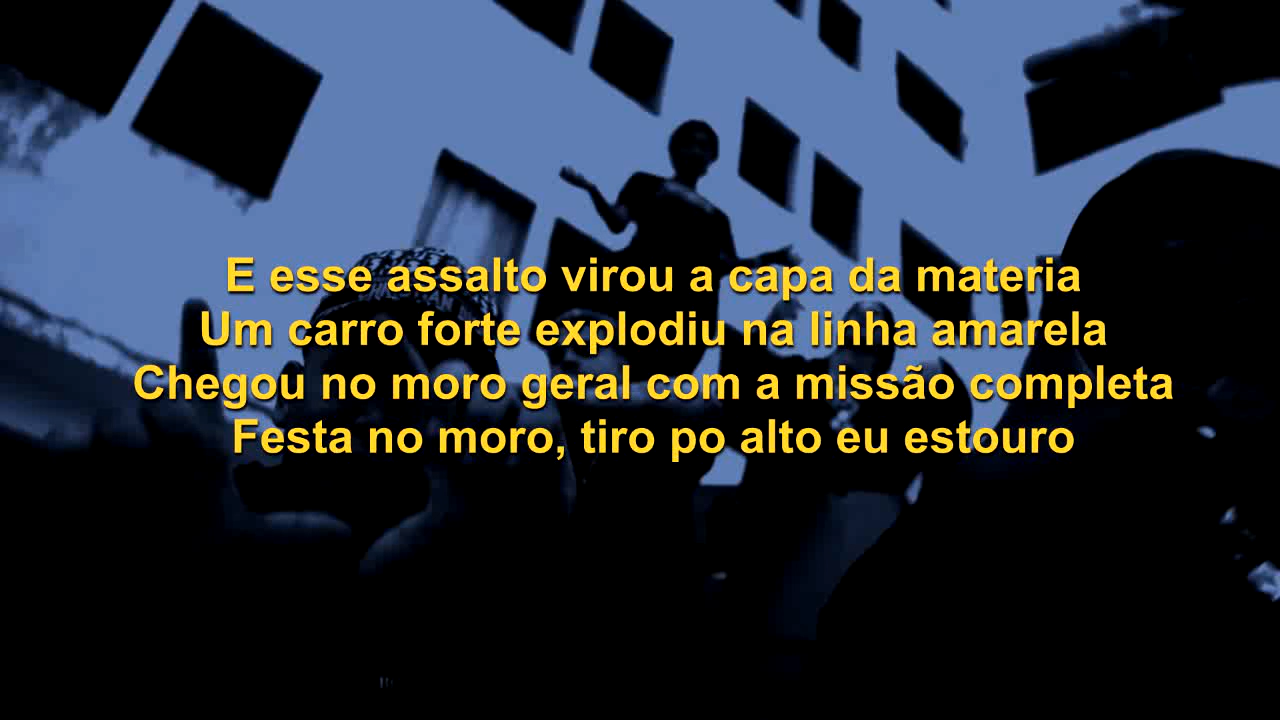 E esse assalto virou a capa da materia
Um carro forte explodiu na linha amarela
Chegou no moro geral com a missão completa
Festa no moro, tiro po alto eu estouro